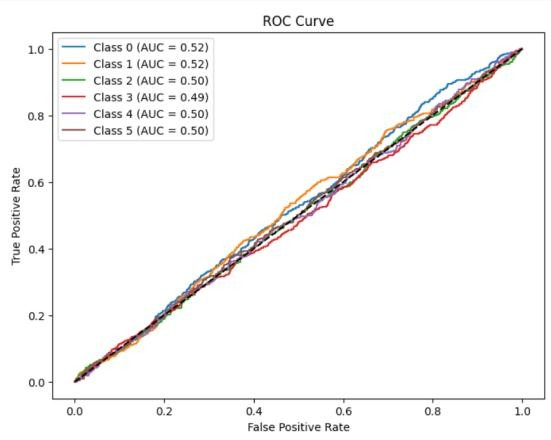 ROC Curve
Class 0 (AUC = 0.52)
Class 1 (AUC = 0.52)
Class 2 (AUC = 0.50)
Class 3 (AUC = 0.49)
Class 4 (AUC = 0.50)
Class 5 (AUC = 0.50)
True Positive Rate
1.0
0.8
0.6
0.4
0.2
0.0
0.0 0.2 0.4 0.6 0.8 1.0
False Positive Rate